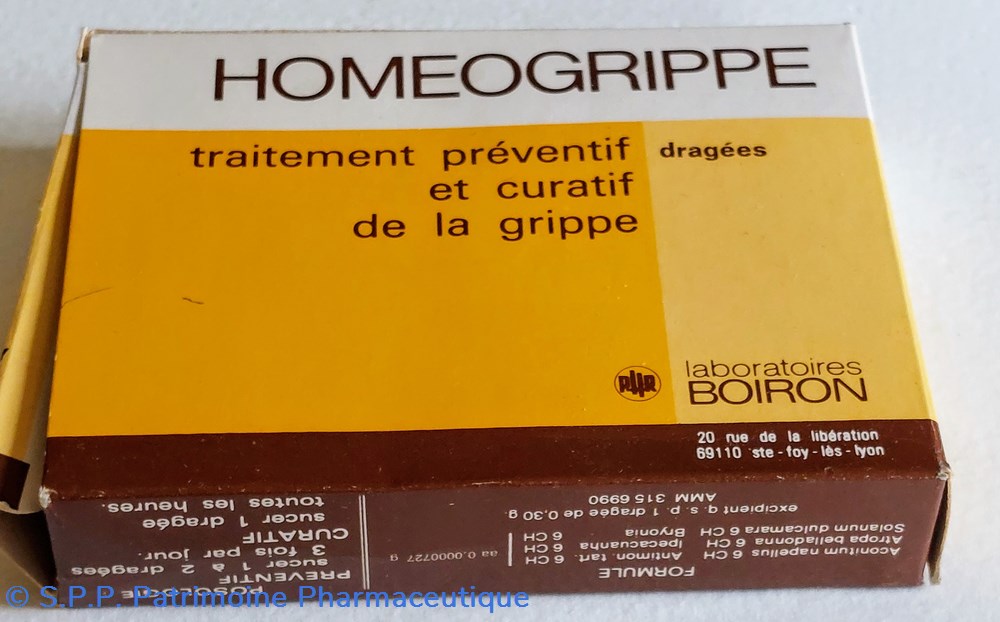 HOMEOGRIPPE
traitement préventif
et curatif
de la grippe
dragées
laboratoires
BOIRON
20 rue de la libération
69110 ste - foy - lès - lyon
FORMULE
Aconitum napellus 6 CH
Atropa belladonna 6 CH
Solanum dulcamara 6 CH
Antimon. tart. 6 CH
Ipecacuanha 6 CH
Bryonia 6 CH
aa 0,000727 g
excipient q. s. p. 1 dragée de 0,30 g.
AMM 315 6990
POSOLOGIE
PREVENTIF
sucer 1 à 2 dragées
3 fois par jour.
CURATIF
sucer 1 dragée
toutes les heures.
© S.P.P. Patrimoine Pharmaceutique